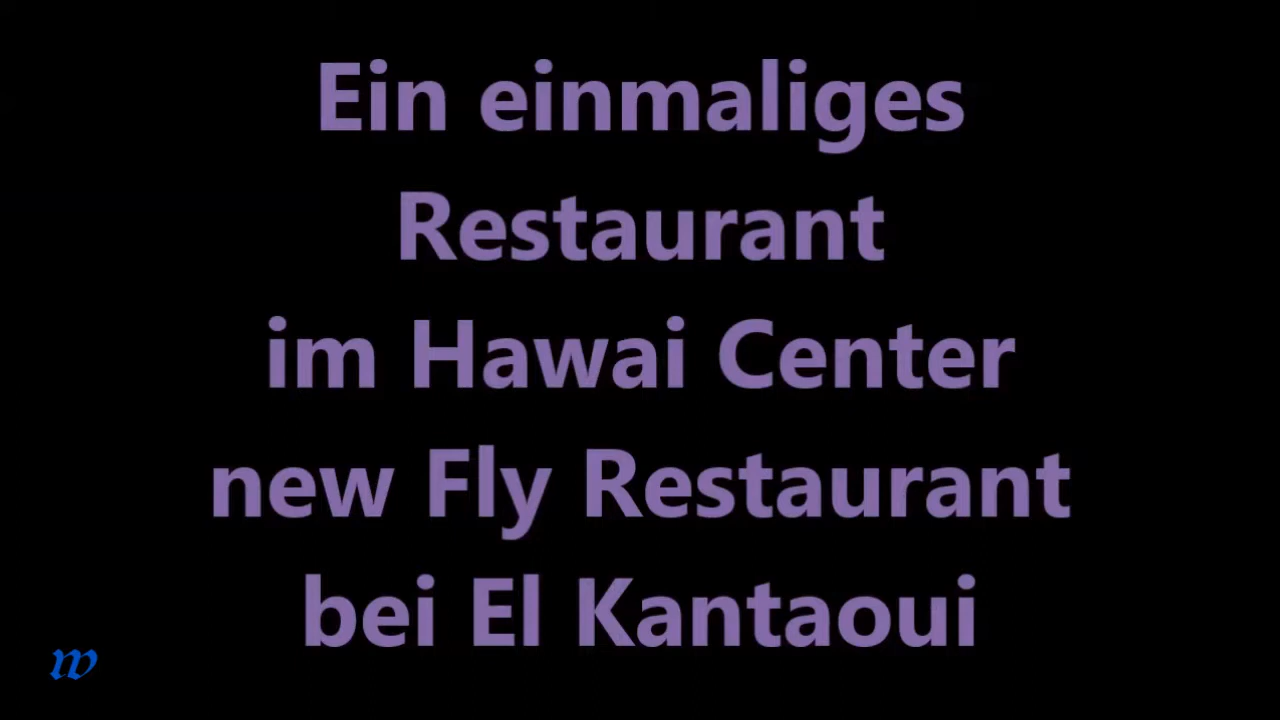 Ein einmaliges
Restaurant
im Hawai Center
new Fly Restaurant
bei El Kantaoui
w